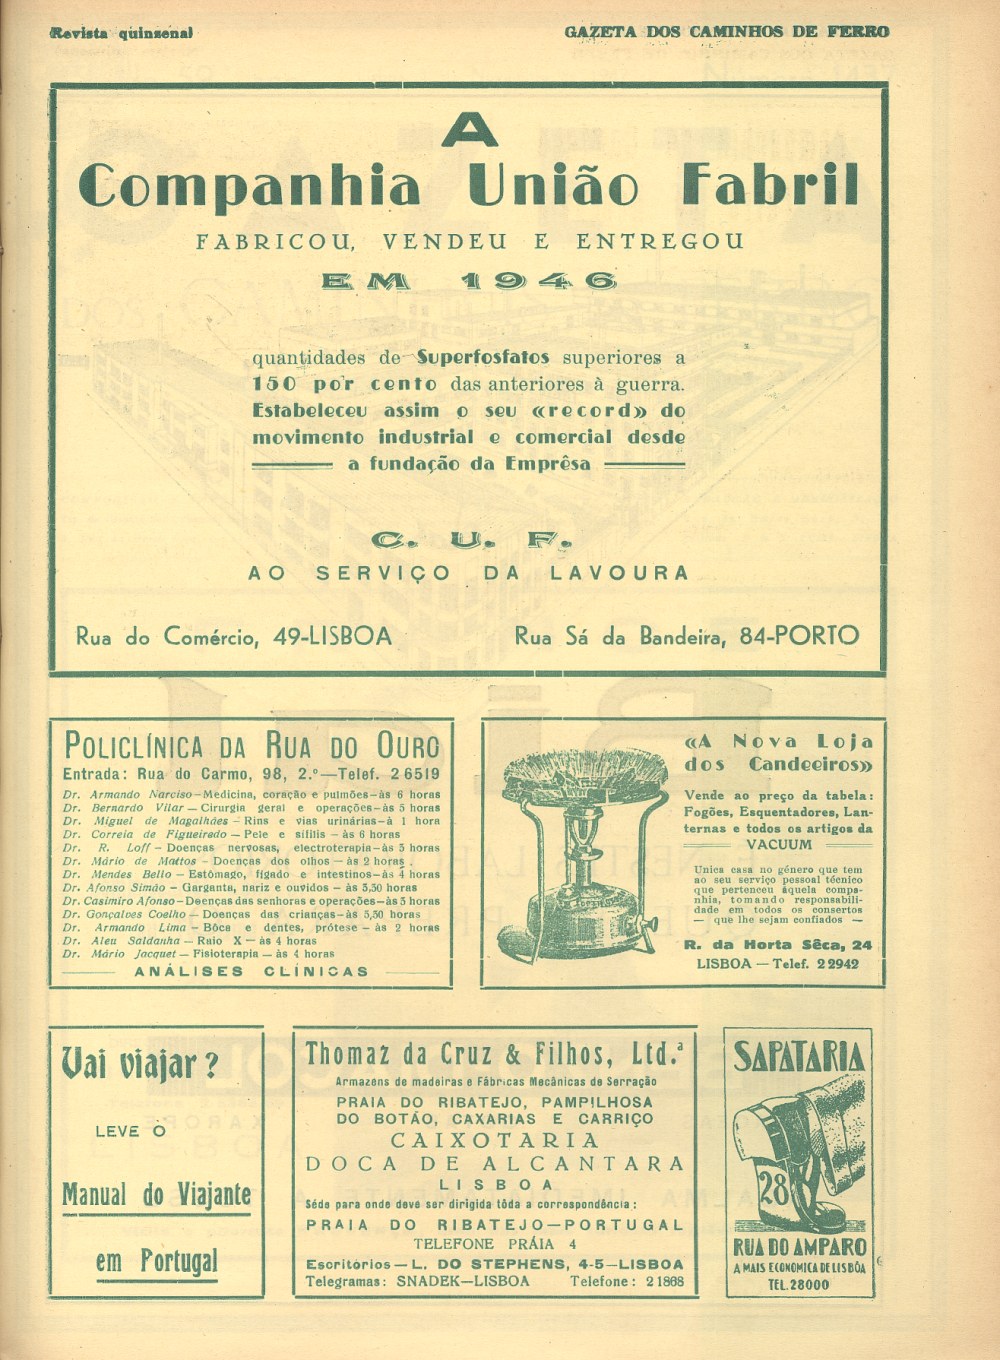 Revista quinzenal
GAZETA DOS CAMINHOS DE FERRO
A
Companhia União Fabril
FABRICOU, VENDEU E ENTREGOU
EM 1946
quantidades de Superfosfatos superiores a
150 por cento das anteriores à guerra.
Estabeleceu assim o seu «record» do
movimento industrial e comercial desde
a fundação da Emprêsa
C. U. F.
AO SERVIÇO DA LAVOURA
Rua do Comércio, 49-LISBOA
Rua Sá da Bandeira, 84-PORTO
POLICLÍNICA DA RUA DO OURO
Entrada: Rua do Carmo, 98, 2.º—Telef. 26519
Dr. Armando Narciso—Medicina, coração e pulmões—às 6 horas
Dr. Bernardo Vilar—Cirurgia geral e operações—às 5 horas
Dr. Miguel de Magalhães—Rins e vias urinárias—à 1 hora
Dr. Correia de Figueiredo—Pele e sífilis—às 6 horas
Dr. R. Loff—Doenças nervosas, electroterapia—às 3 horas
Dr. Mário de Mattos—Doenças dos olhos—às 2 horas.
Dr. Mendes Bello—Estômago, fígado e intestinos—às 4 horas
Dr. Afonso Simão—Garganta, nariz e ouvidos—às 3,30 horas
Dr. Casimiro Afonso—Doenças das senhoras e operações—às 3 horas
Dr. Gonçalves Coelho—Doenças das crianças—às 5,30 horas
Dr. Armando Lima—Bôca e dentes, prótese—às 2 horas
Dr. Aleu Saldanha—Raio X—às 4 horas
Dr. Mário Jacquet—Fisioterapia—às 4 horas
ANÁLISES CLÍNICAS
«A Nova Loja
dos Candeeiros»
Vende ao preço da tabela:
Fogões, Esquentadores, Lan-
ternas e todos os artigos da
VACUUM
Unica casa no género que tem
ao seu serviço pessoal técnico
que pertenceu àquela compa-
nhia, tomando responsabili-
dade em todos os consertos
— que lhe sejam confiados —
R. da Horta Sêca, 24
LISBOA — Telef. 22942
Vai viajar?
LEVE O
Manual do Viajante
em Portugal
Thomaz da Cruz & Filhos, Ltd.ª
Armazens de madeiras e Fábricas Mecânicas de Serração
PRAIA DO RIBATEJO, PAMPILHOSA
DO BOTÃO, CAXARIAS E CARRIÇO
CAIXOTARIA
DOCA DE ALCANTARA
LISBOA
Séde para onde deve ser dirigida tôda a correspondência:
PRAIA DO RIBATEJO—PORTUGAL
TELEFONE PRÁIA 4
Escritórios—L. DO STEPHENS, 4-5-LISBOA
Telegramas: SNADEK—LISBOA Telefone: 21868
SAPATARIA
28
RUA DO AMPARO
A MAIS ECONOMICA DE LISBÔA
TEL. 28000